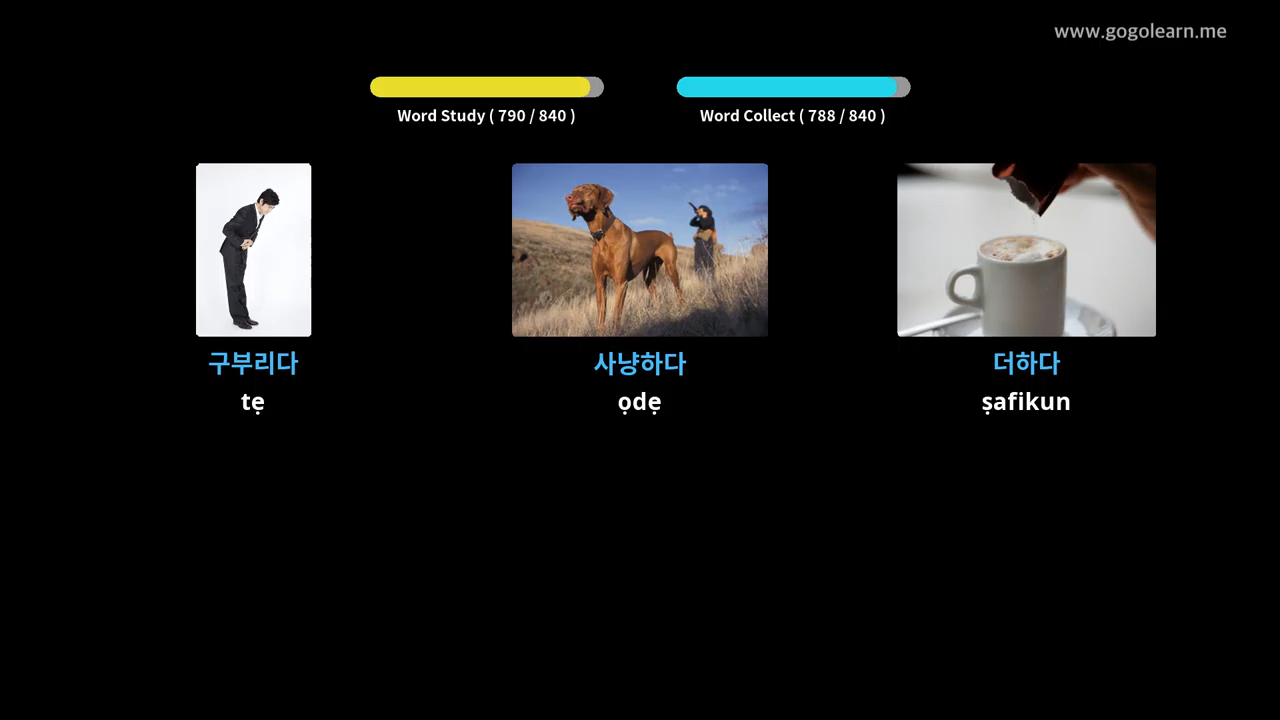 www.gogolearn.me
Word Study ( 790 / 840 )
Word Collect ( 788 / 840 )
구부리다
사냥하다
더하다
tẹ
ọdẹ
ṣafikun